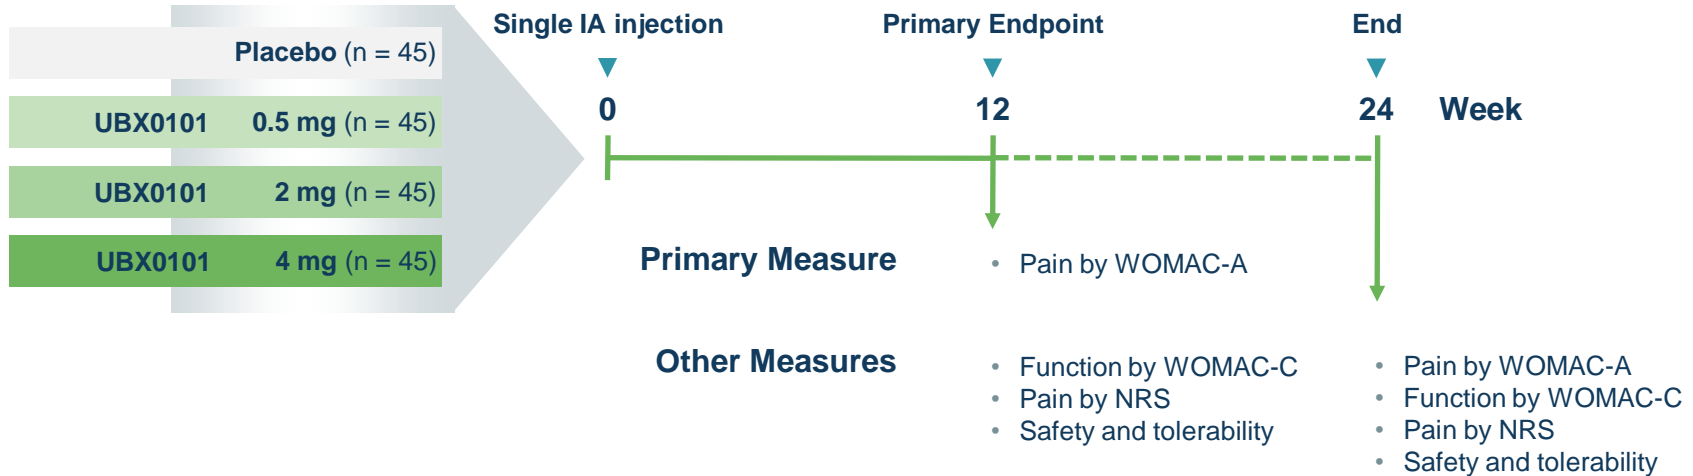 Single IA injection
Primary Endpoint
End
Placebo (n = 45)
UBX0101 0.5 mg (n = 45)
UBX0101 2 mg (n = 45)
UBX0101 4 mg (n = 45)
0 12 24 Week
Primary Measure
• Pain by WOMAC-A
Other Measures
• Function by WOMAC-C
• Pain by NRS
• Safety and tolerability
• Pain by WOMAC-A
• Function by WOMAC-C
• Pain by NRS
• Safety and tolerability